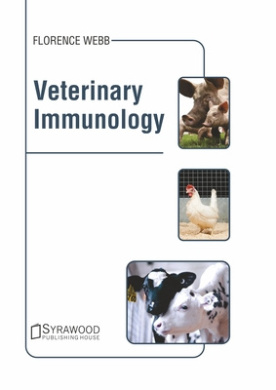 FLORENCE WEBB
Veterinary
Immunology
SYRAWOOD
PUBLISHING HOUSE